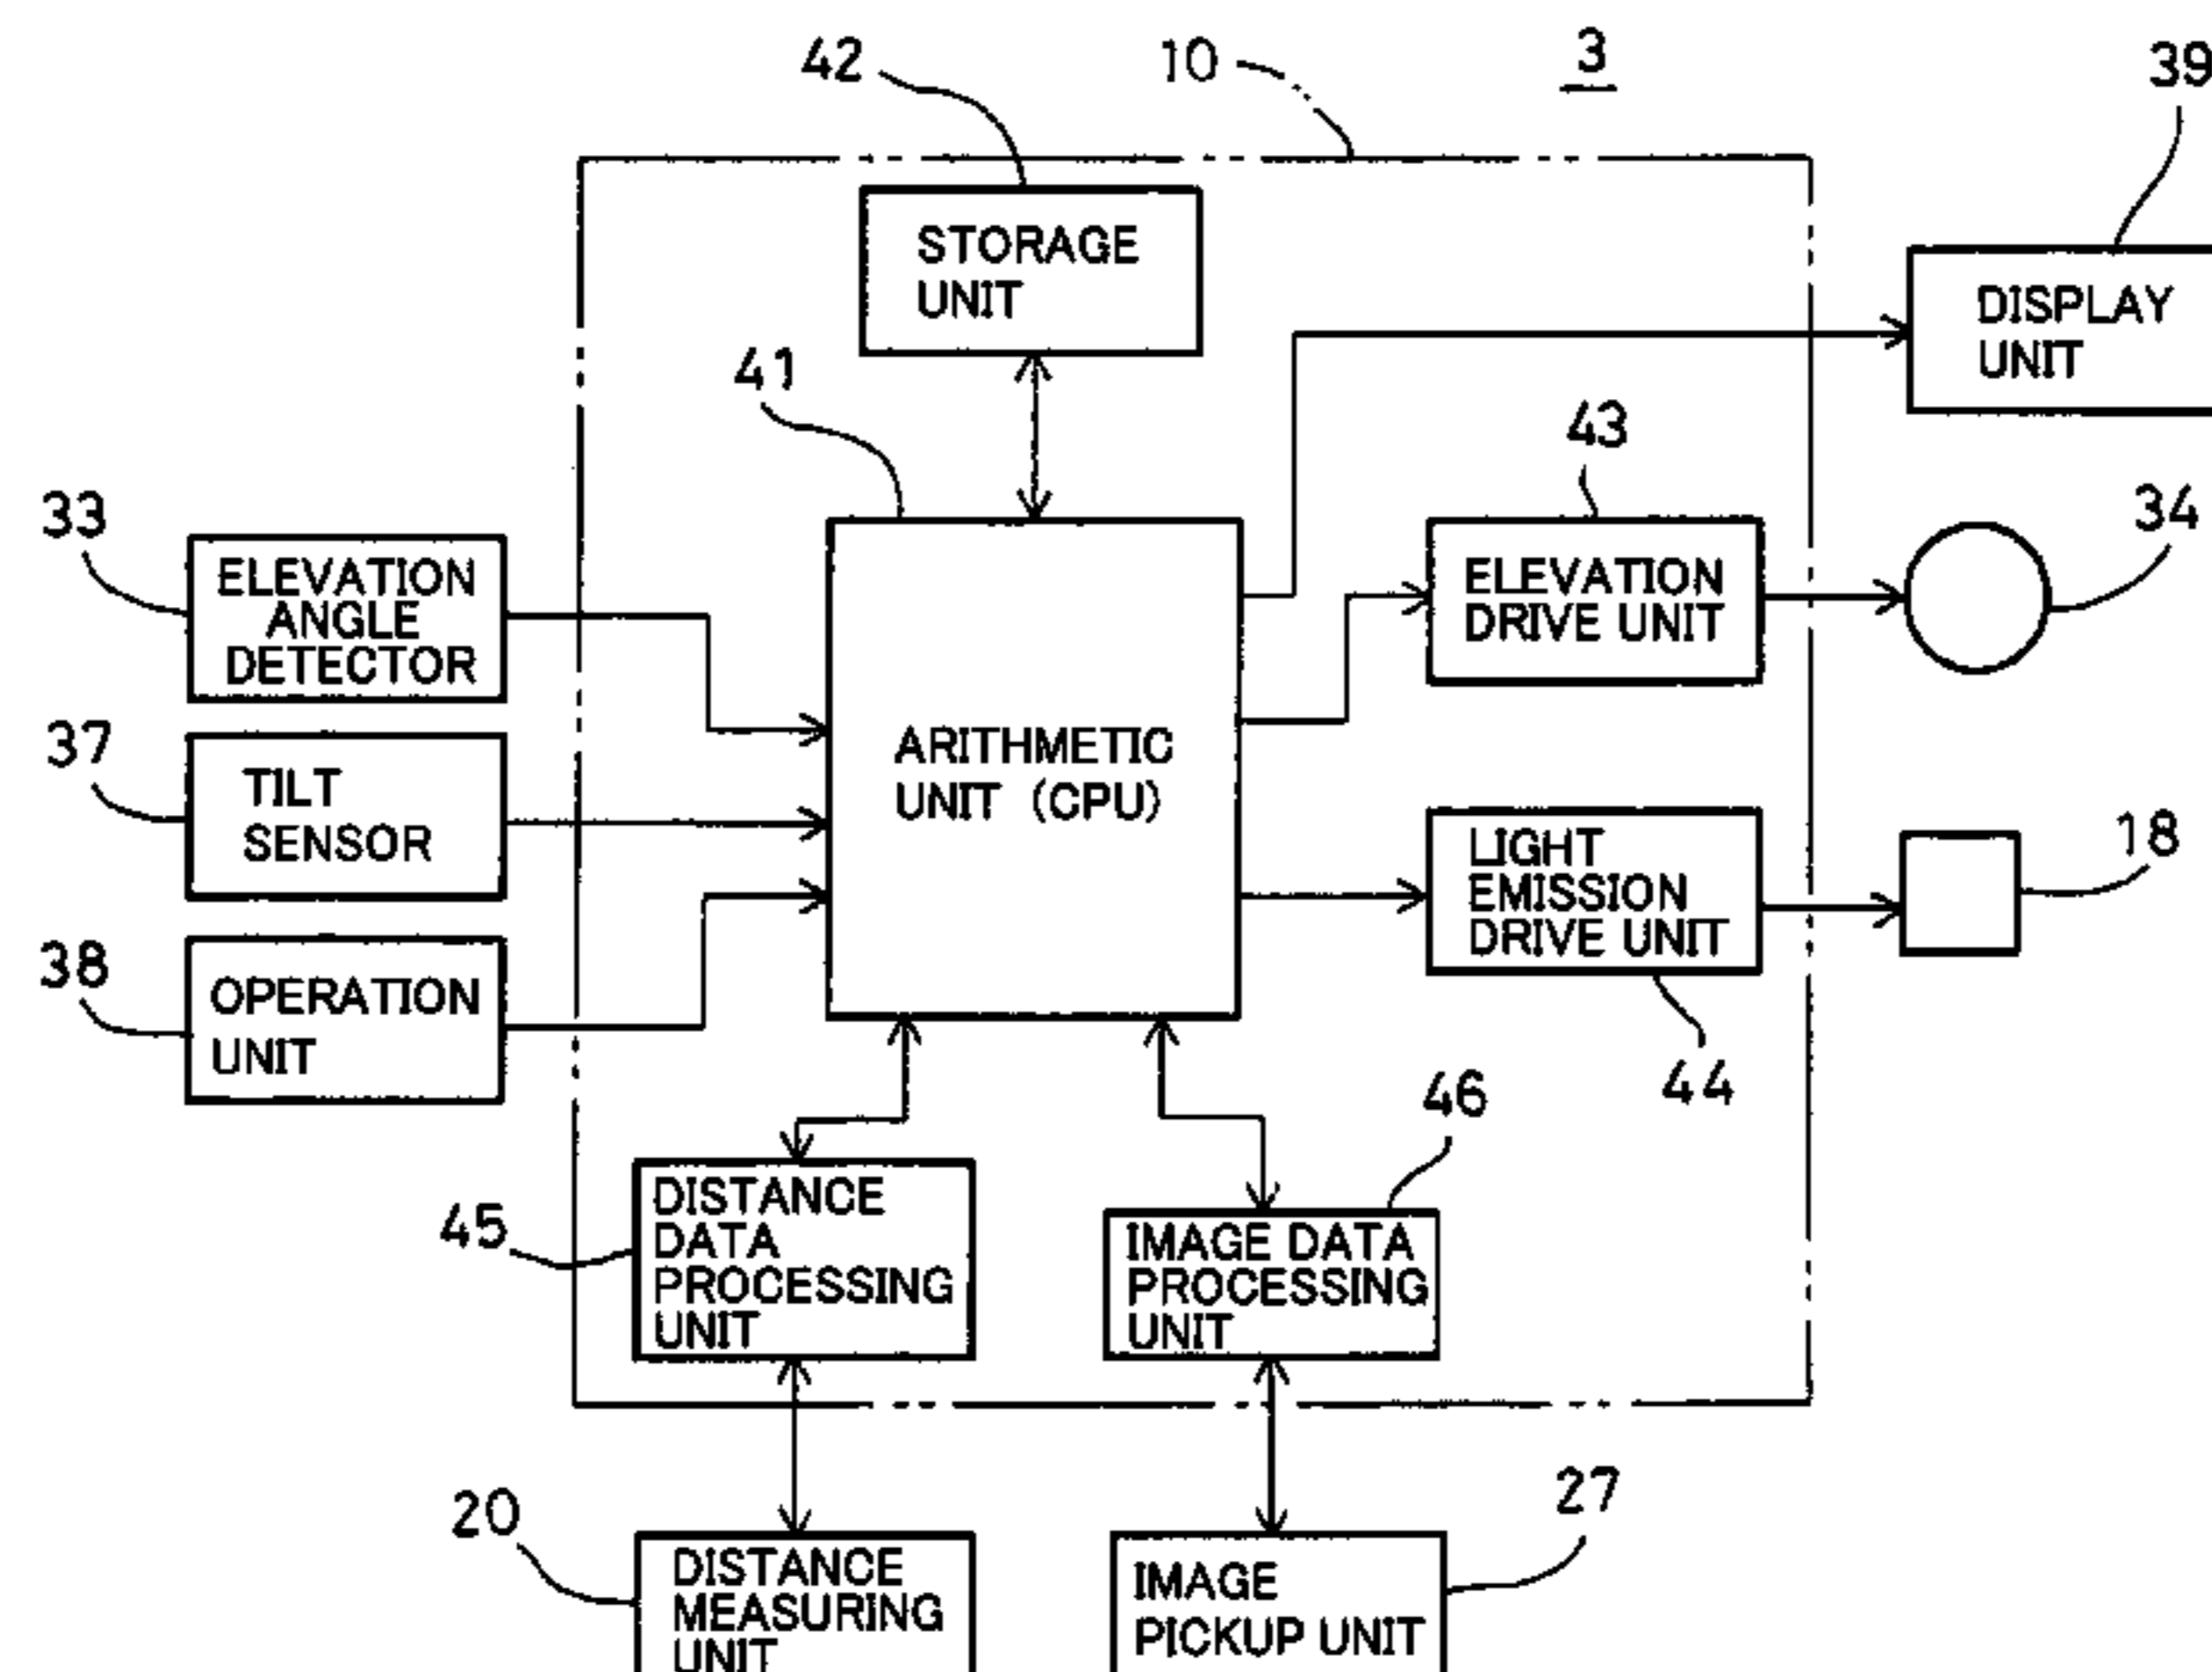 42
10
3
39
STORAGE
UNIT
DISPLAY
UNIT
41
43
33
34
ELEVATION
ANGLE
DETECTOR
ELEVATION
DRIVE UNIT
37
TILT
SENSOR
ARITHMETIC
UNIT (CPU)
LIGHT
EMISSION
DRIVE UNIT
18
38
OPERATION
UNIT
44
46
45
DISTANCE
DATA
PROCESSING
UNIT
IMAGE DATA
PROCESSING
UNIT
20
27
DISTANCE
MEASURING
UNIT
IMAGE
PICKUP UNIT